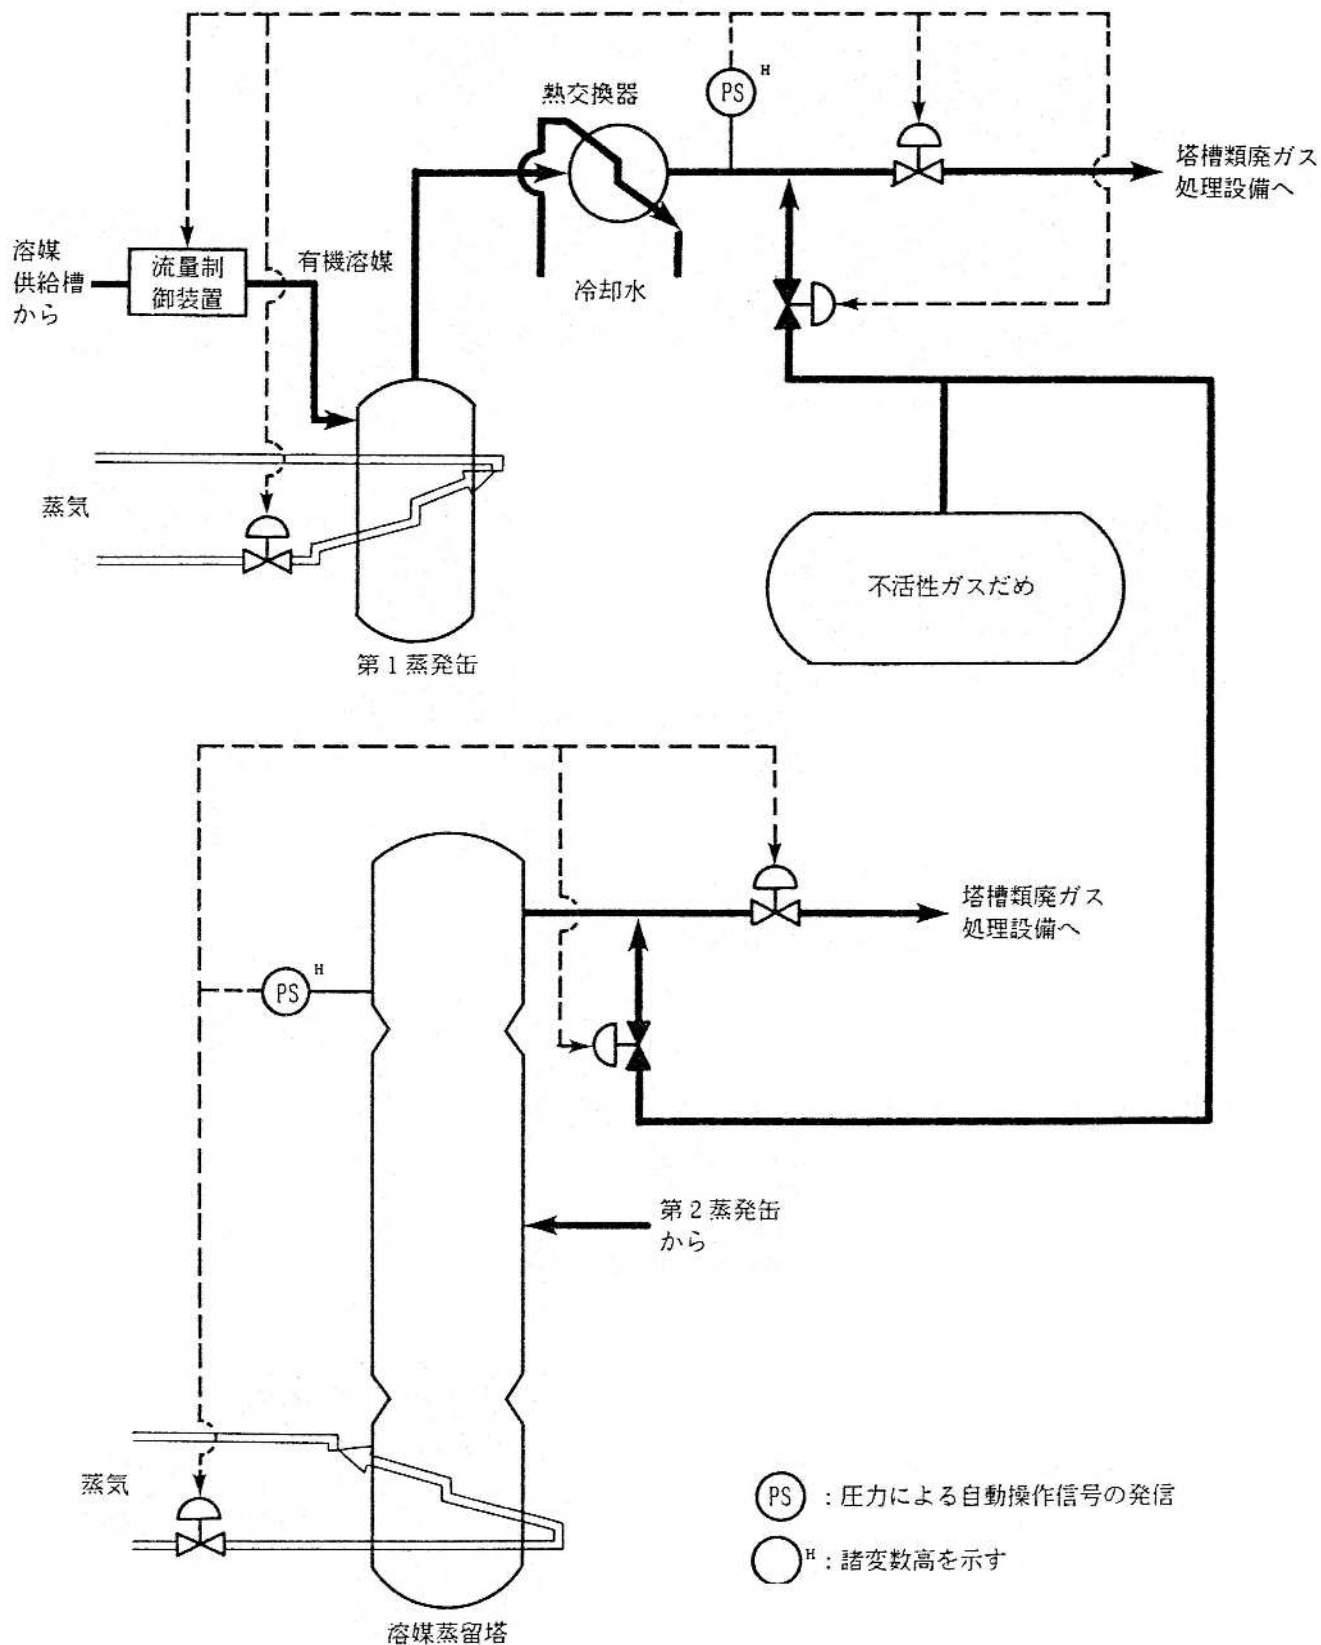 PS
H
熱交換器
塔槽類廃ガス
処理設備へ
溶媒
供給槽
から
流量制
御装置
有機溶媒
冷却水
蒸気
不活性ガスだめ
第1蒸発缶
塔槽類廃ガス
処理設備へ
PS
H
第2蒸発缶
から
蒸気
PS
：圧力による自動操作信号の発信
H
：諸変数高を示す
溶媒蒸留塔